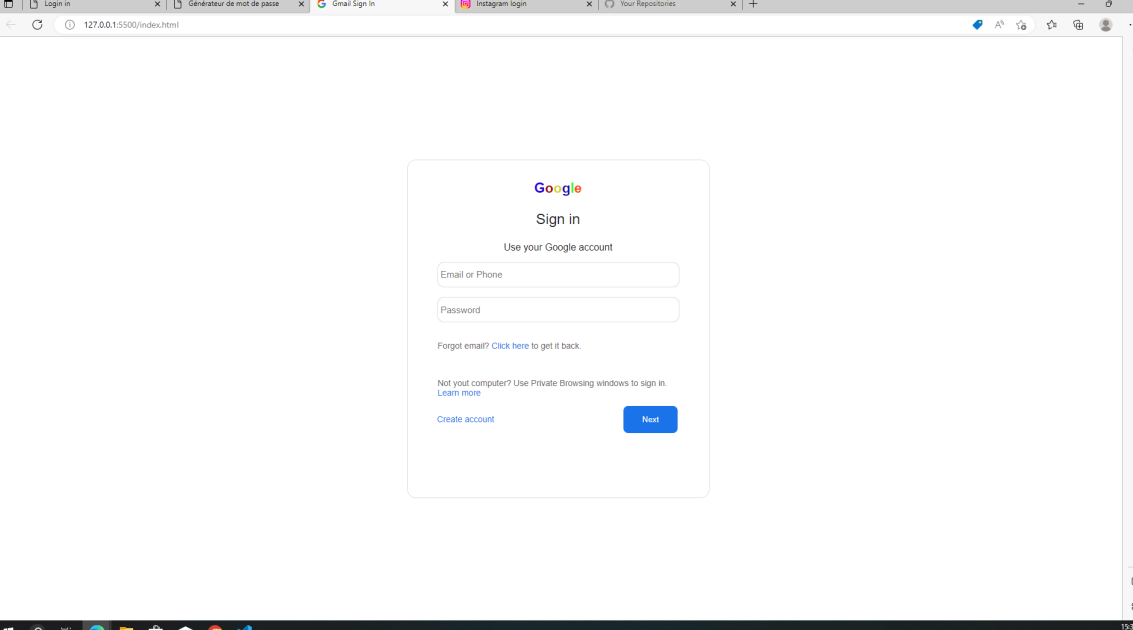 Login in
Générateur de mot de passe
Gmail Sign In
Instagram login
Your Repositories
127.0.0.1:5500/index.html
Google
Sign in
Use your Google account
Email or Phone
Password
Forgot email? Click here to get it back.
Not yout computer? Use Private Browsing windows to sign in.
Learn more
Create account
Next